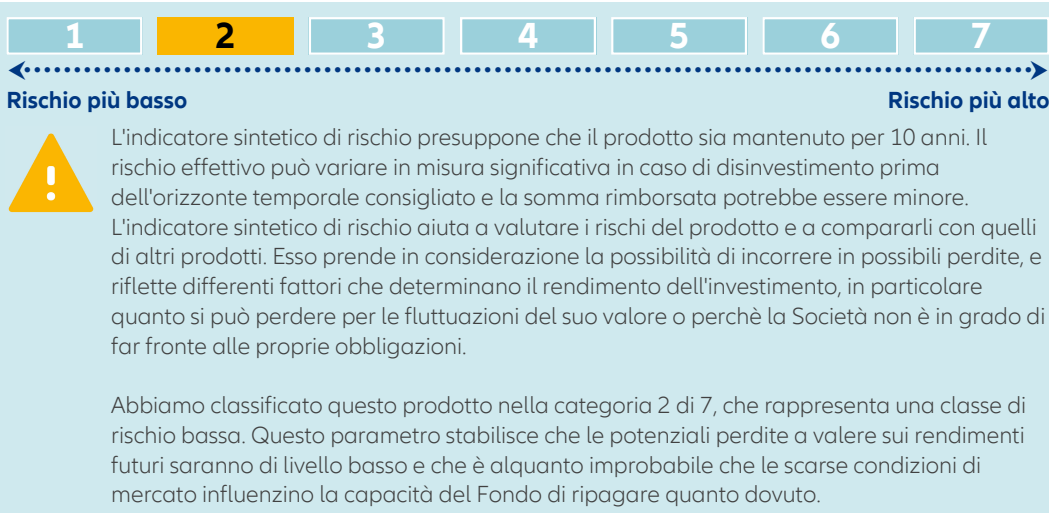 1 2 3 4 5 6 7
Rischio più basso Rischio più alto
L'indicatore sintetico di rischio presuppone che il prodotto sia mantenuto per 10 anni. Il
rischio effettivo può variare in misura significativa in caso di disinvestimento prima
dell'orizzonte temporale consigliato e la somma rimborsata potrebbe essere minore.
L'indicatore sintetico di rischio aiuta a valutare i rischi del prodotto e a compararli con quelli
di altri prodotti. Esso prende in considerazione la possibilità di incorrere in possibili perdite, e
riflette differenti fattori che determinano il rendimento dell'investimento, in particolare
quanto si può perdere per le fluttuazioni del suo valore o perchè la Società non è in grado di
far fronte alle proprie obbligazioni.
Abbiamo classificato questo prodotto nella categoria 2 di 7, che rappresenta una classe di
rischio bassa. Questo parametro stabilisce che le potenziali perdite a valere sui rendimenti
futuri saranno di livello basso e che è alquanto improbabile che le scarse condizioni di
mercato influenzino la capacità del Fondo di ripagare quanto dovuto.